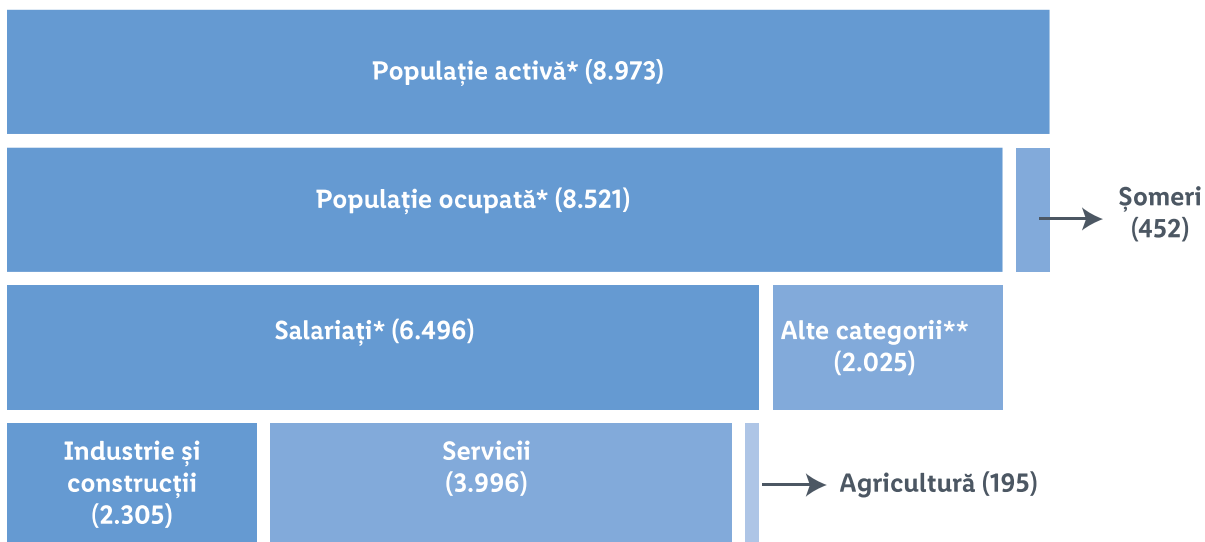 Populație activă* (8.973)
Populație ocupată* (8.521)
Șomeri
(452)
Salariați* (6.496)
Alte categorii**
(2.025)
Industrie și
construcții
(2.305)
Servicii
(3.996)
Agricultură (195)